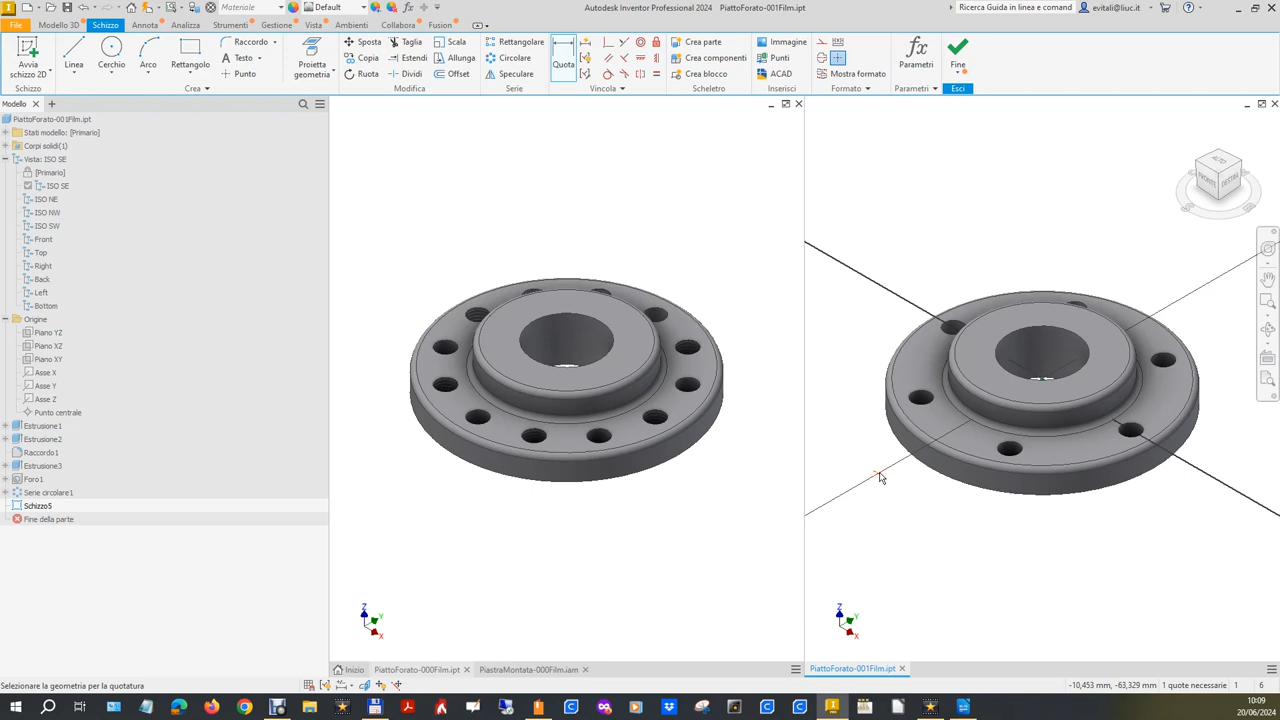 Materiale
Default
Autodesk Inventor Professional 2024  PiattoForato-001Film.ipt
Ricerca Guida in linea e comand
evitali@liuc.it
File
Modello 3D
Schizzo
Annota
Analizza
Strumenti
Gestione
Vista
Ambienti
Collabora
Fusion
Avvia
schizzo 2D
Linea
Cerchio
Arco
Rettangolo
Raccordo
Testo
Punto
Proietta
geometria
Sposta
Copia
Ruota
Taglia
Estendi
Dividi
Scala
Allunga
Offset
Rettangolare
Circolare
Speculare
Quota
Crea parte
Crea componenti
Crea blocco
Immagine
Punti
ACAD
Mostra formato
fx
Parametri
Fine
Schizzo
Crea
Modifica
Serie
Vincola
Scheletro
Inserisci
Formato
Parametri
Esci
Modello
PiattoForato-001Film.ipt
Stati modello: [Primario]
Corpi solidi(1)
Vista: ISO SE
[Primario]
ISO SE
ISO NE
ISO NW
ISO SW
Front
Top
Right
Back
Left
Bottom
Origine
Piano YZ
Piano XZ
Piano XY
Asse X
Asse Y
Asse Z
Punto centrale
Estrusione1
Estrusione2
Raccordo1
Estrusione3
Foro1
Serie circolare1
Schizzo5
Fine della parte
ALTO
FRONTE
DESTRA
Z
Y
X
Z
Y
X
Inizio
PiattoForato-000Film.ipt
PiastraMontata-000Film.iam
PiattoForato-001Film.ipt
Selezionare la geometria per la quotatura
-10,453 mm, -63,329 mm
1 quote necessarie
1
6
10:09
20/06/2024